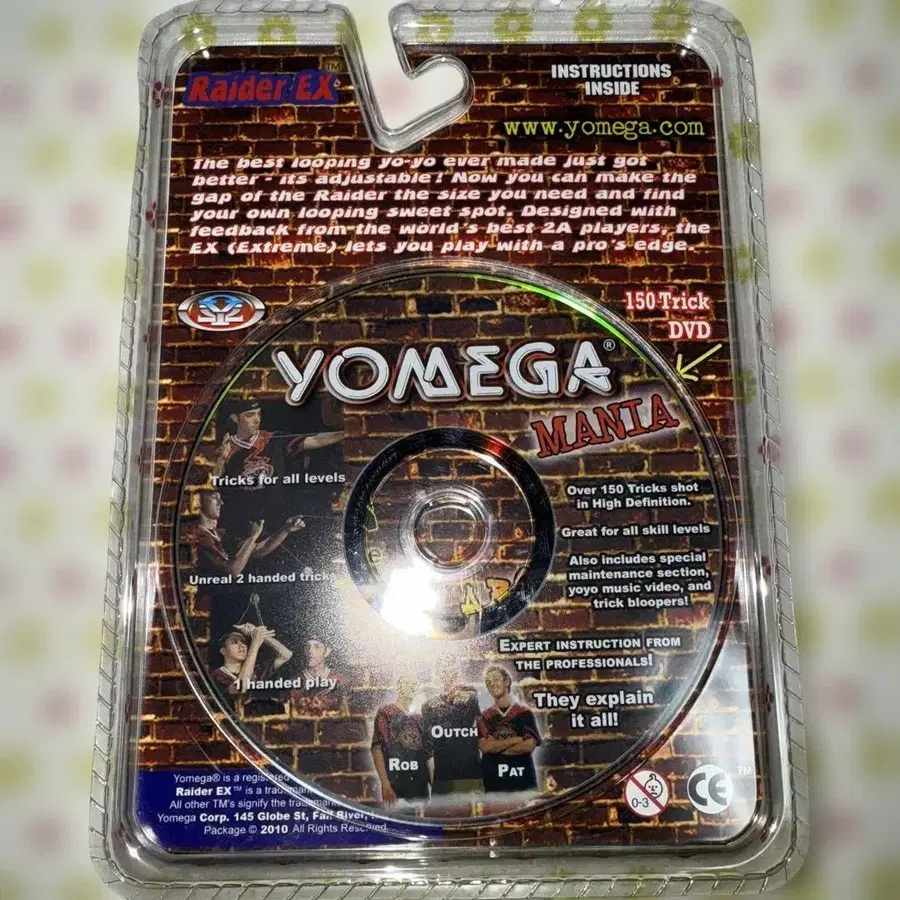 Raider EX™
INSTRUCTIONS
INSIDE
www.yomega.com
The best looping yo-yo ever made just got
better - its adjustable! Now you can make the
gap of the Raider the size you need and find
your own looping sweet spot. Designed with
feedback from the world's best 2A players, the
EX (Extreme) lets you play with a pro's edge.
150 Trick
DVD
YOMEGA®
MANIA
Tricks for all levels
Unreal 2 handed tricks
1 handed play
Over 150 Tricks shot
in High Definition.
Great for all skill levels
Also includes special
maintenance section,
yoyo music video, and
trick bloopers!
EXPERT INSTRUCTION FROM
THE PROFESSIONALS!
They explain
it all!
ROB
OUTCH
PAT
Yomega® is a registered
Raider EX™ is a trademark
All other TM's signify the trademark
Yomega Corp. 145 Globe St, Fall River,
Package © 2010 All Rights Reserved
0-3
CE
TM